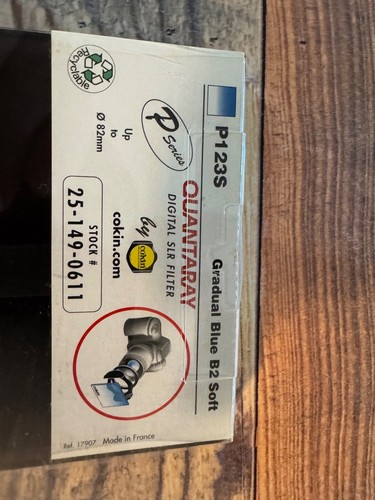 P123S
Gradual Blue B2 Soft
QUANTARAY
DIGITAL SLR FILTER
P Series
by cokin
cokin.com
Up
to
Ø 82mm
STOCK #
25-149-0611
Recyclable
Ref. 17907 Made in France